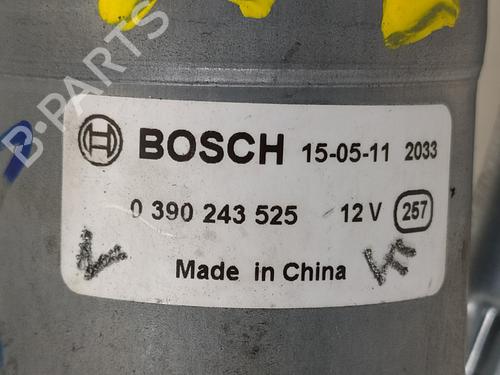 B-PARTS
BOSCH 15-05-11 2033
0 390 243 525 12 V 257
Made in China